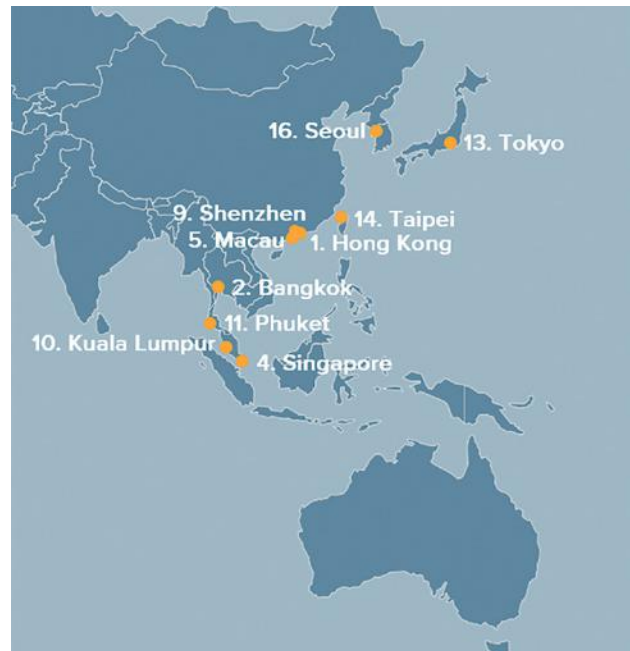 16. Seoul
13. Tokyo
9. Shenzhen
14. Taipei
5. Macau
1. Hong Kong
2. Bangkok
11. Phuket
10. Kuala Lumpur
4. Singapore